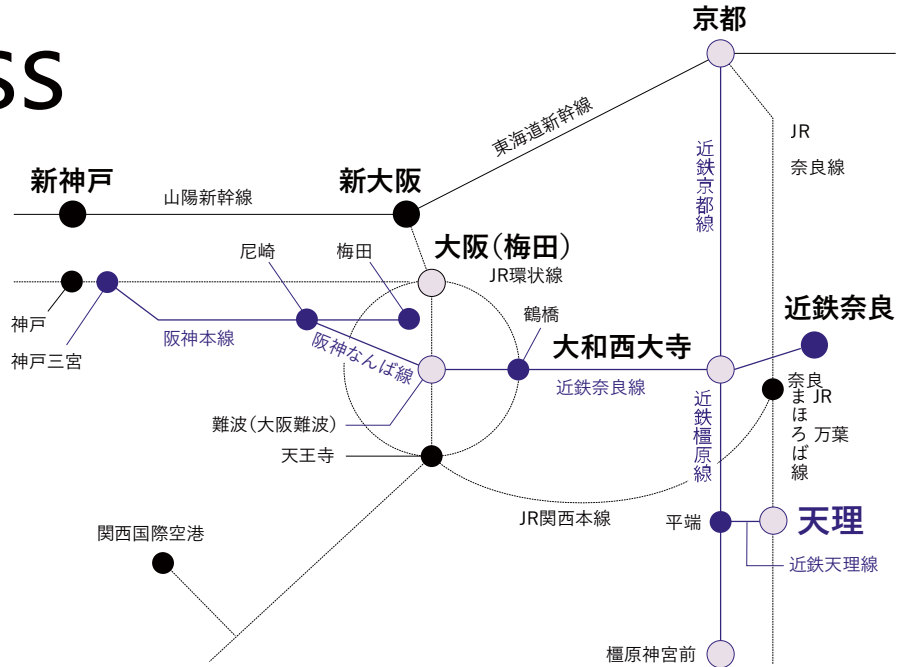 ss
京都
東海道新幹線
JR
奈良線
近鉄京都線
新神戸
山陽新幹線
新大阪
大阪（梅田）
JR環状線
尼崎
梅田
神戸
神戸三宮
阪神本線
阪神なんば線
鶴橋
大和西大寺
近鉄奈良線
近鉄奈良
奈良
JR
万葉
まほろば線
近鉄橿原線
難波（大阪難波）
天王寺
JR関西本線
平端
天理
近鉄天理線
関西国際空港
橿原神宮前